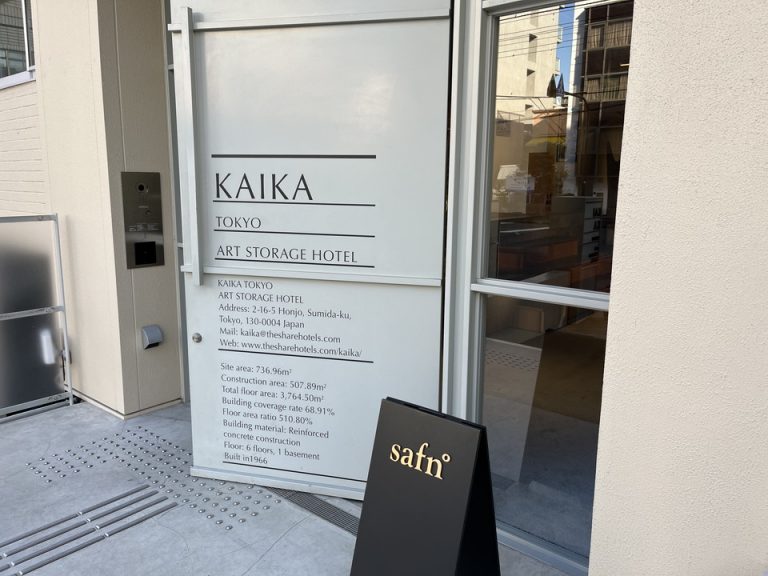 KAIKA
TOKYO
ART STORAGE HOTEL
KAIKA TOKYO
ART STORAGE HOTEL
Address: 2-16-5 Honjo, Sumida-ku,
Tokyo, 130-0004 Japan
Mail: kaika@thesharehotels.com
Web: www.thesharehotels.com/kaika/
Site area: 736.96m²
Construction area: 507.89m²
Total floor area: 3,764.50m²
Building coverage rate 68.91%
Floor area ratio 510.80%
Building material: Reinforced
concrete construction
Floor: 6 floors, 1 basement
Built in1966
safn°